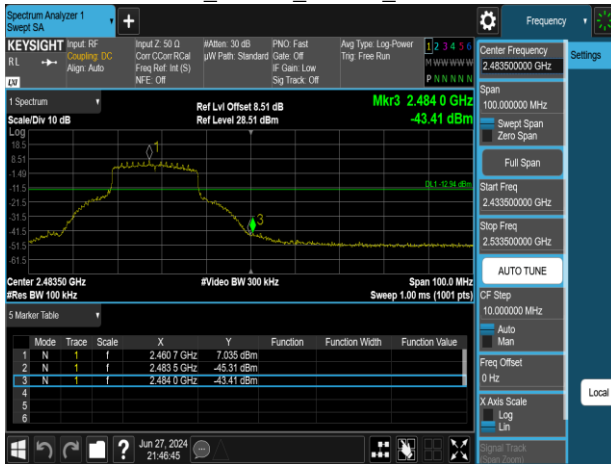 Spectrum Analyzer 1
Swept SA
Frequency
KEYSIGHT
RL
LXI
Input: RF
Coupling: DC
Align: Auto
Input Z: 50 Ω
Corr CCorr RCal
Freq Ref: Int (S)
NFE: Off
#Atten: 30 dB
µW Path: Standard
PNO: Fast
Gate: Off
IF Gain: Low
Sig Track: Off
Avg Type: Log-Power
Trig: Free Run
1 2 3 4 5 6
M W W W W W
P N N N N N
1 Spectrum
Scale/Div 10 dB
Ref Lvl Offset 8.51 dB
Ref Level 28.51 dBm
Mkr3 2.484 0 GHz
-43.41 dBm
Log
18.5
8.51
-1.49
-11.5
-21.5
-31.5
-41.5
-51.5
-61.5
1
DL1 -12.94 dBm
3
Center 2.48350 GHz
#Res BW 100 kHz
#Video BW 300 kHz
Span 100.0 MHz
Sweep 1.00 ms (1001 pts)
5 Marker Table
Mode Trace Scale X Y Function Function Width Function Value
1 N 1 f 2.460 7 GHz 7.035 dBm
2 N 1 f 2.483 5 GHz -45.31 dBm
3 N 1 f 2.484 0 GHz -43.41 dBm
4
5
6
?
Jun 27, 2024
21:46:45
Center Frequency
2.483500000 GHz
Settings
Span
100.000000 MHz
Swept Span
Zero Span
Full Span
Start Freq
2.433500000 GHz
Stop Freq
2.533500000 GHz
AUTO TUNE
CF Step
10.000000 MHz
Auto
Man
Freq Offset
0 Hz
X Axis Scale
Log
Lin
Local
Signal Track
(Span Zoom)